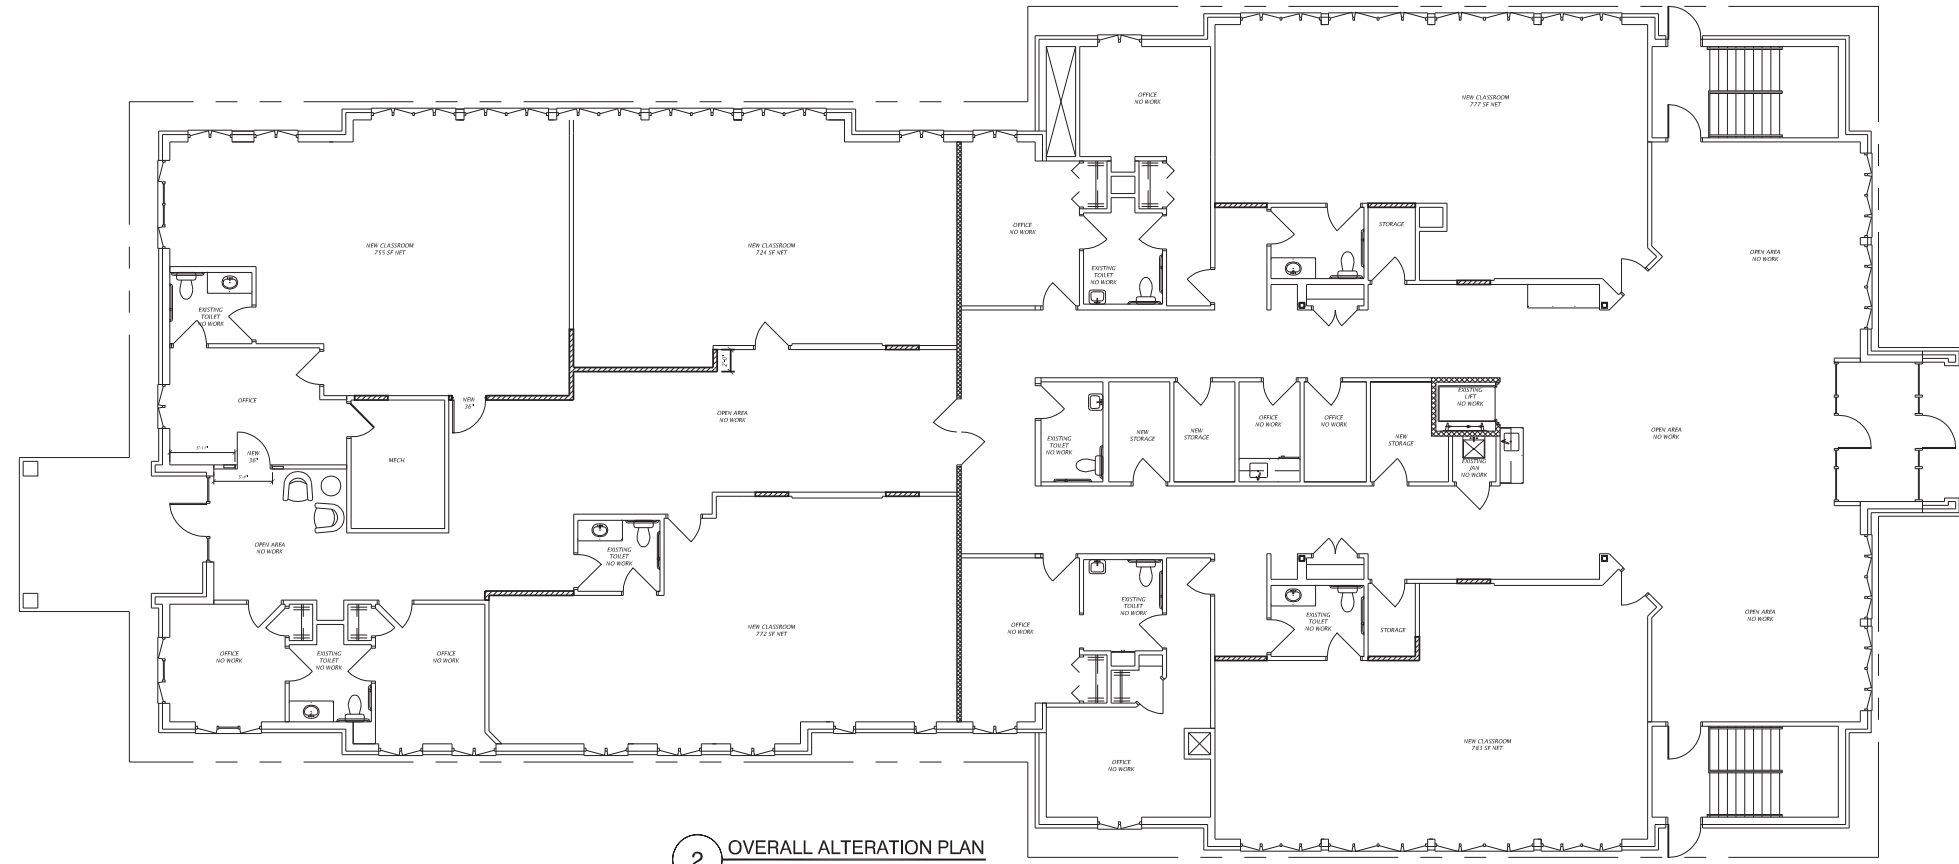 OFFICE
NO WORK
NEW CLASSROOM
777 SF NET
NEW CLASSROOM
755 SF NET
NEW CLASSROOM
724 SF NET
OFFICE
NO WORK
STORAGE
OPEN AREA
NO WORK
EXISTING
TOILET
NO WORK
EXISTING
TOILET
NO WORK
2'-0"
OFFICE
NEW
36"
OPEN AREA
NO WORK
EXISTING
LIFT
NO WORK
OFFICE
NO WORK
OFFICE
NO WORK
NEW
STORAGE
NEW
STORAGE
NEW
STORAGE
EXISTING
TOILET
NO WORK
OPEN AREA
NO WORK
5'-11"
NEW
36"
MECH.
EXISTING
JAN
NO WORK
OPEN AREA
NO WORK
EXISTING
TOILET
NO WORK
EXISTING
TOILET
NO WORK
EXISTING
TOILET
NO WORK
OPEN AREA
NO WORK
NEW CLASSROOM
772 SF NET
OFFICE
NO WORK
STORAGE
OFFICE
NO WORK
EXISTING
TOILET
NO WORK
OFFICE
NO WORK
NEW CLASSROOM
783 SF NET
OFFICE
NO WORK
2
OVERALL ALTERATION PLAN